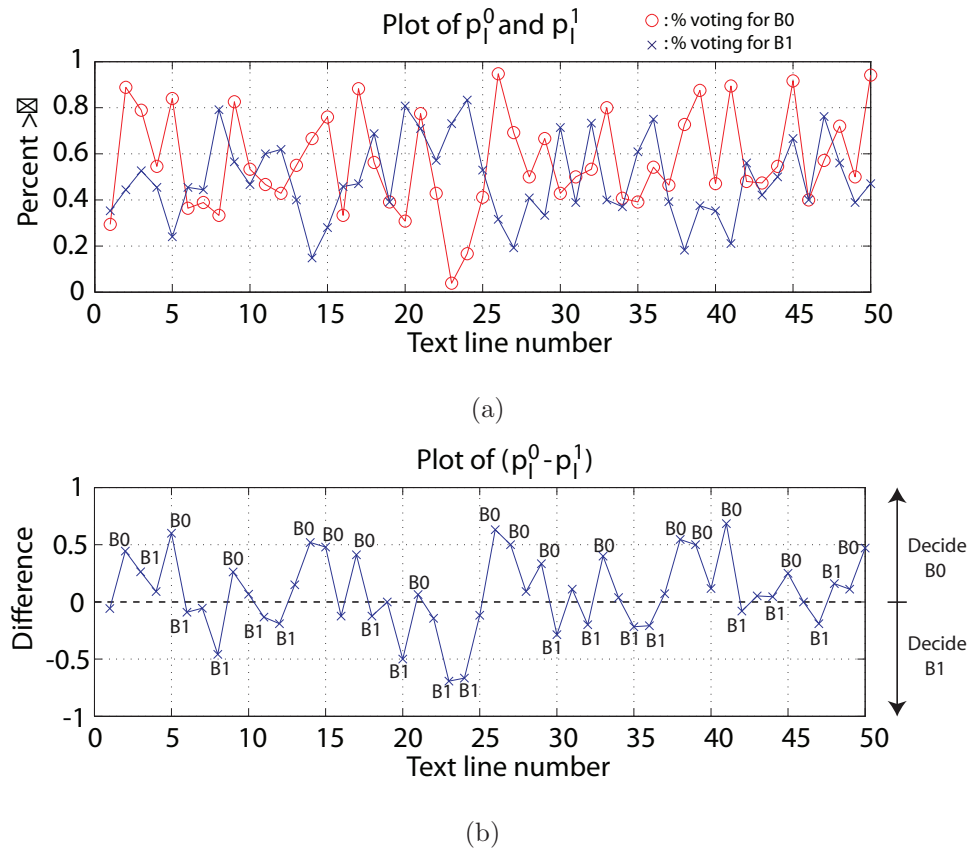 Plot of p_l^0 and p_l^1
○ : % voting for B0
× : % voting for B1
Percent >☒
1
0.8
0.6
0.4
0.2
0
0 5 10 15 20 25 30 35 40 45 50
Text line number
(a)
Plot of (p_l^0 - p_l^1)
Difference
1
0.5
0
-0.5
-1
B0 B1 B0 B1 B1 B0 B1 B1 B0 B0 B0 B1 B1 B0 B1 B1 B0 B0 B0 B1 B1 B0 B1 B1 B0 B0 B0 B1 B1 B0 B1 B1 B0
Decide
B0
Decide
B1
0 5 10 15 20 25 30 35 40 45 50
Text line number
(b)